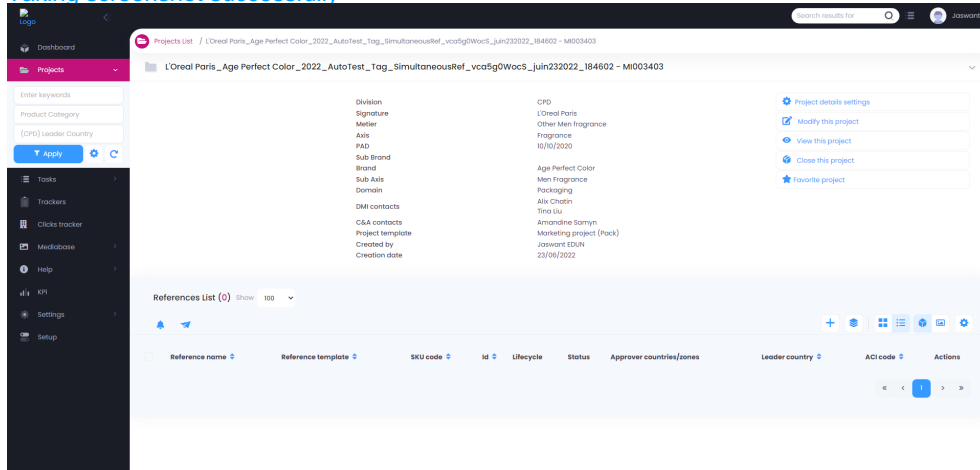 Taking screenshot successfully
Logo
Search results for
Jaswant
Dashboard
Projects
Enter keywords
Product Category
(CPD) Leader Country
Apply
Tasks
Trackers
Clicks tracker
Mediabase
Help
KPI
Settings
Setup
Projects List / L'Oreal Paris_Age Perfect Color_2022_AutoTest_Tag_SimultaneousRef_vca5g0WocS_juin232022_184602 - MI003403
L'Oreal Paris_Age Perfect Color_2022_AutoTest_Tag_SimultaneousRef_vca5g0WocS_juin232022_184602 - MI003403
Division CPD
Signature L'Oreal Paris
Metier Other Men fragrance
Axis Fragrance
PAD 10/10/2020
Sub Brand
Brand Age Perfect Color
Sub Axis Men Fragrance
Domain Packaging
DMI contacts Alix Chatin
Tina Liu
C&A contacts Amandine Samyn
Project template Marketing project (Pack)
Created by Jaswant EDUN
Creation date 23/06/2022
Project details settings
Modify this project
View this project
Close this project
Favorite project
References List (0) Show 100
Reference name Reference template SKU code Id Lifecycle Status Approver countries/zones Leader country ACI code Actions
« < 1 > »